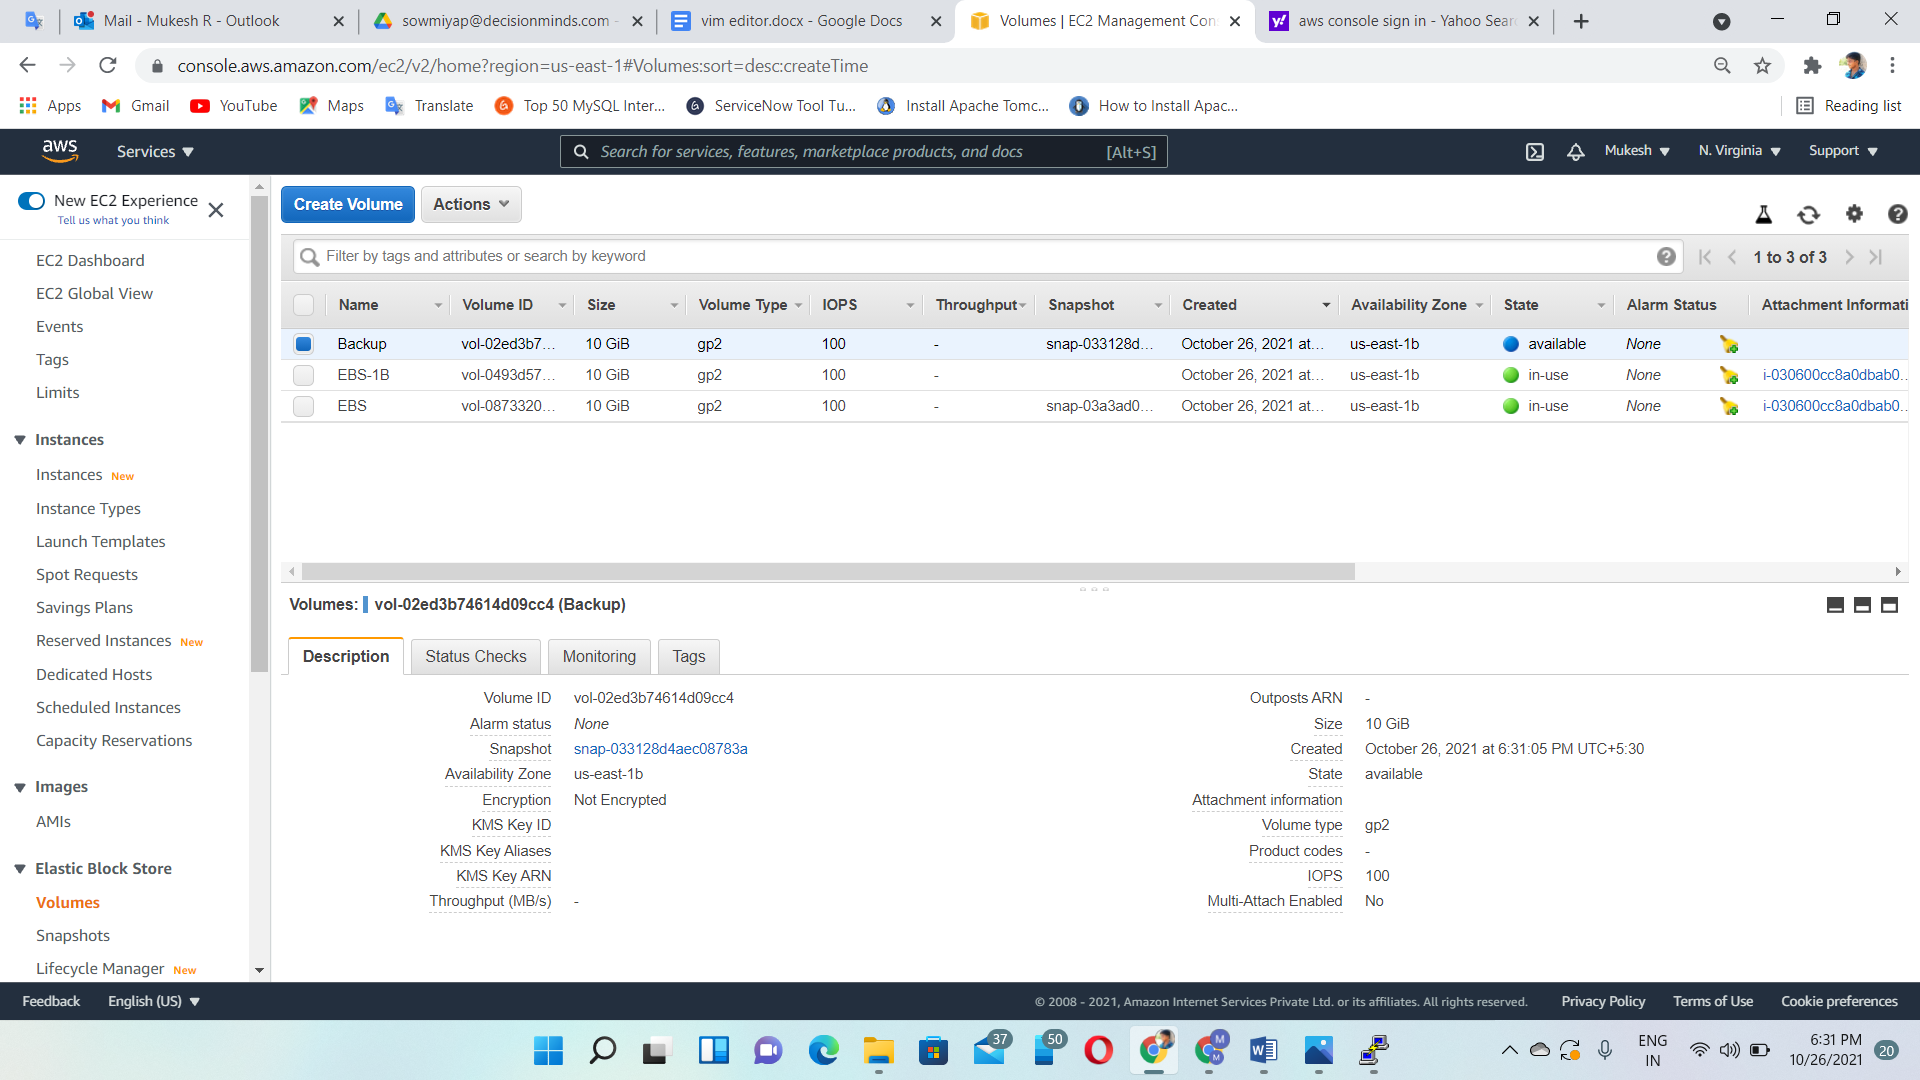 Mail - Mukesh R - Outlook
sowmiyap@decisionminds.com -
vim editor.docx - Google Docs
Volumes | EC2 Management Con
aws console sign in - Yahoo Sear
console.aws.amazon.com/ec2/v2/home?region=us-east-1#Volumes:sort=desc:createTime
Apps
Gmail
YouTube
Maps
Translate
Top 50 MySQL Inter...
ServiceNow Tool Tu...
Install Apache Tomc...
How to Install Apac...
Reading list
aws
Services
Search for services, features, marketplace products, and docs [Alt+S]
Mukesh
N. Virginia
Support
New EC2 Experience
Tell us what you think
EC2 Dashboard
EC2 Global View
Events
Tags
Limits
Instances
Instances New
Instance Types
Launch Templates
Spot Requests
Savings Plans
Reserved Instances New
Dedicated Hosts
Scheduled Instances
Capacity Reservations
Images
AMIs
Elastic Block Store
Volumes
Snapshots
Lifecycle Manager New
Create Volume
Actions
Filter by tags and attributes or search by keyword
1 to 3 of 3
Name Volume ID Size Volume Type IOPS Throughput Snapshot Created Availability Zone State Alarm Status Attachment Informati
Backup vol-02ed3b7... 10 GiB gp2 100 - snap-033128d... October 26, 2021 at... us-east-1b available None
EBS-1B vol-0493d57... 10 GiB gp2 100 - October 26, 2021 at... us-east-1b in-use None i-030600cc8a0dbab0...
EBS vol-0873320... 10 GiB gp2 100 - snap-03a3ad0... October 26, 2021 at... us-east-1b in-use None i-030600cc8a0dbab0...
Volumes: vol-02ed3b74614d09cc4 (Backup)
Description
Status Checks
Monitoring
Tags
Volume ID vol-02ed3b74614d09cc4
Alarm status None
Snapshot snap-033128d4aec08783a
Availability Zone us-east-1b
Encryption Not Encrypted
KMS Key ID
KMS Key Aliases
KMS Key ARN
Throughput (MB/s) -
Outposts ARN -
Size 10 GiB
Created October 26, 2021 at 6:31:05 PM UTC+5:30
State available
Attachment information
Volume type gp2
Product codes -
IOPS 100
Multi-Attach Enabled No
Feedback
English (US)
© 2008 - 2021, Amazon Internet Services Private Ltd. or its affiliates. All rights reserved.
Privacy Policy
Terms of Use
Cookie preferences
37
50
M
M
ENG
IN
6:31 PM
10/26/2021
20